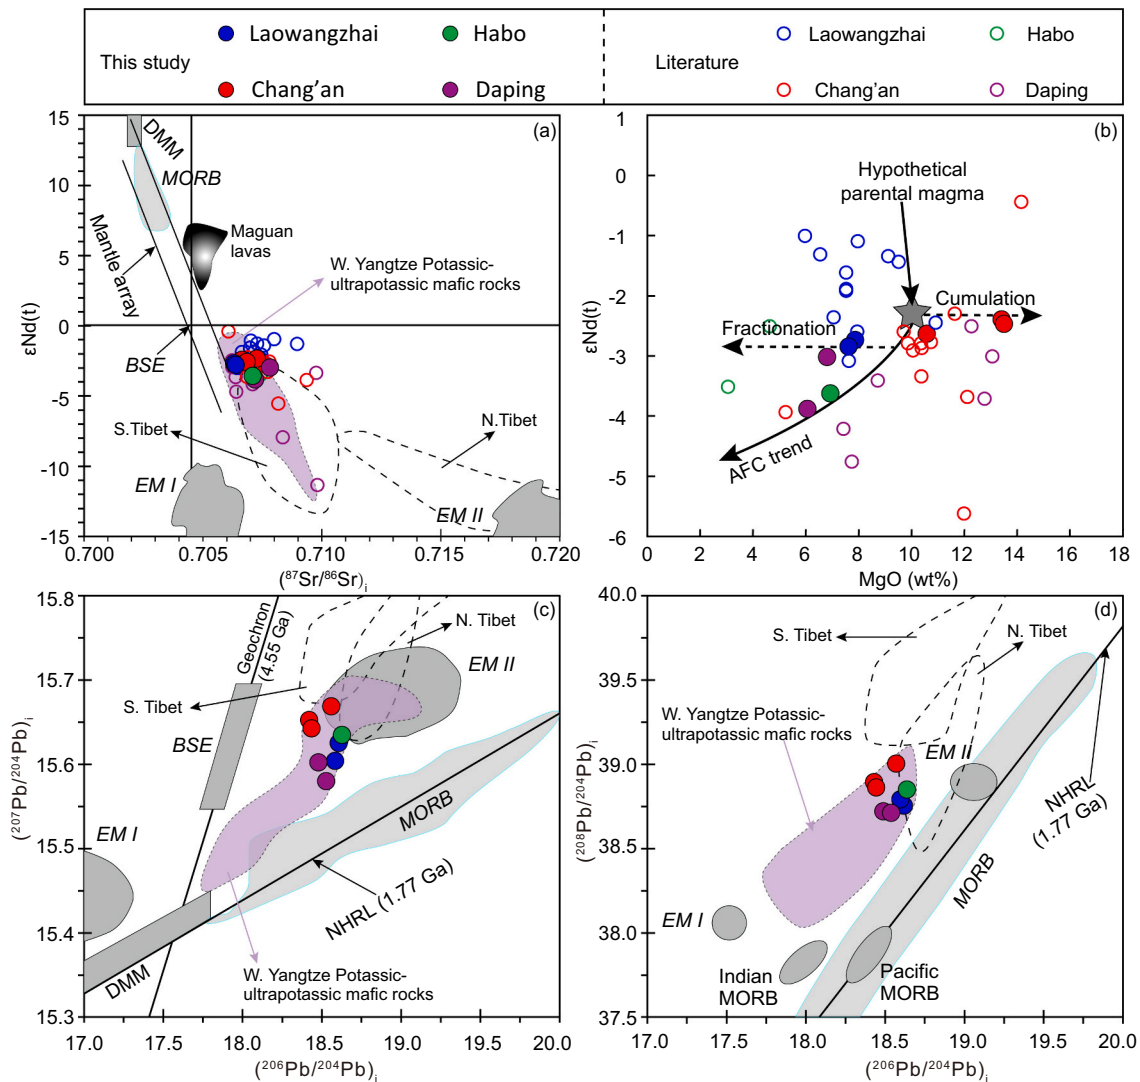 Laowangzhai
Habo
Laowangzhai
Habo
This study
Literature
Chang'an
Daping
Chang'an
Daping
(a)
15
10
5
0
-5
-10
-15
εNd(t)
DMM
MORB
Mantle array
Maguan
lavas
W. Yangtze Potassic-
ultrapotassic mafic rocks
BSE
S.Tibet
N.Tibet
EM I
EM II
0.700
0.705
0.710
0.715
0.720
(⁸⁷Sr/⁸⁶Sr)ᵢ
(b)
1
0
-1
-2
-3
-4
-5
-6
εNd(t)
Hypothetical
parental magma
Cumulation
Fractionation
AFC trend
0
2
4
6
8
10
12
14
16
18
MgO (wt%)
(c)
15.8
15.7
15.6
15.5
15.4
15.3
(²⁰⁷Pb/²⁰⁴Pb)ᵢ
Geochron
(4.55 Ga)
N. Tibet
EM II
S. Tibet
BSE
MORB
EM I
NHRL (1.77 Ga)
DMM
W. Yangtze Potassic-
ultrapotassic mafic rocks
17.0
18.0
18.5
19.0
19.5
20.0
(²⁰⁶Pb/²⁰⁴Pb)ᵢ
(d)
40.0
39.5
39.0
38.5
38.0
37.5
(²⁰⁸Pb/²⁰⁴Pb)ᵢ
S. Tibet
N. Tibet
W. Yangtze Potassic-
ultrapotassic mafic rocks
EM II
NHRL
(1.77 Ga)
MORB
EM I
Indian
MORB
Pacific
MORB
17.0
17.5
18.0
18.5
19.0
19.5
20.0
(²⁰⁶Pb/²⁰⁴Pb)ᵢ